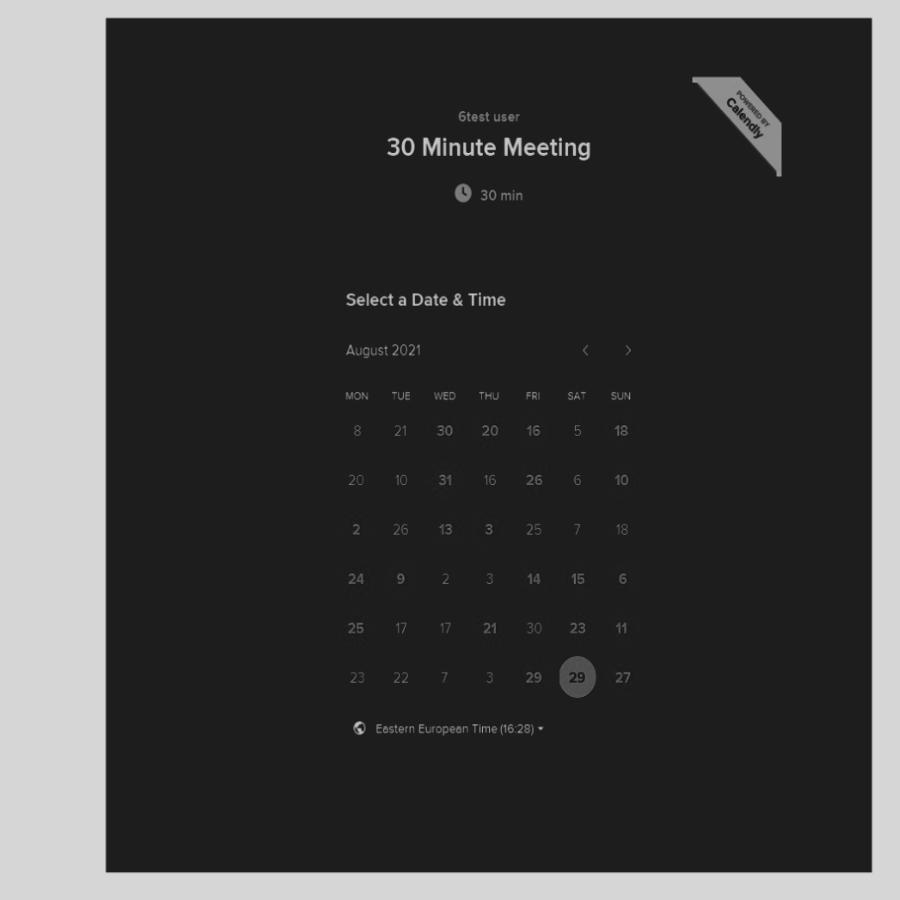 POWERED BY
Calendly
6test user
30 Minute Meeting
30 min
Select a Date & Time
August 2021
MON TUE WED THU FRI SAT SUN
8 21 30 20 16 5 18
20 10 31 16 26 6 10
2 26 13 3 25 7 18
24 9 2 3 14 15 6
25 17 17 21 30 23 11
23 22 7 3 29 29 27
Eastern European Time (16:28)